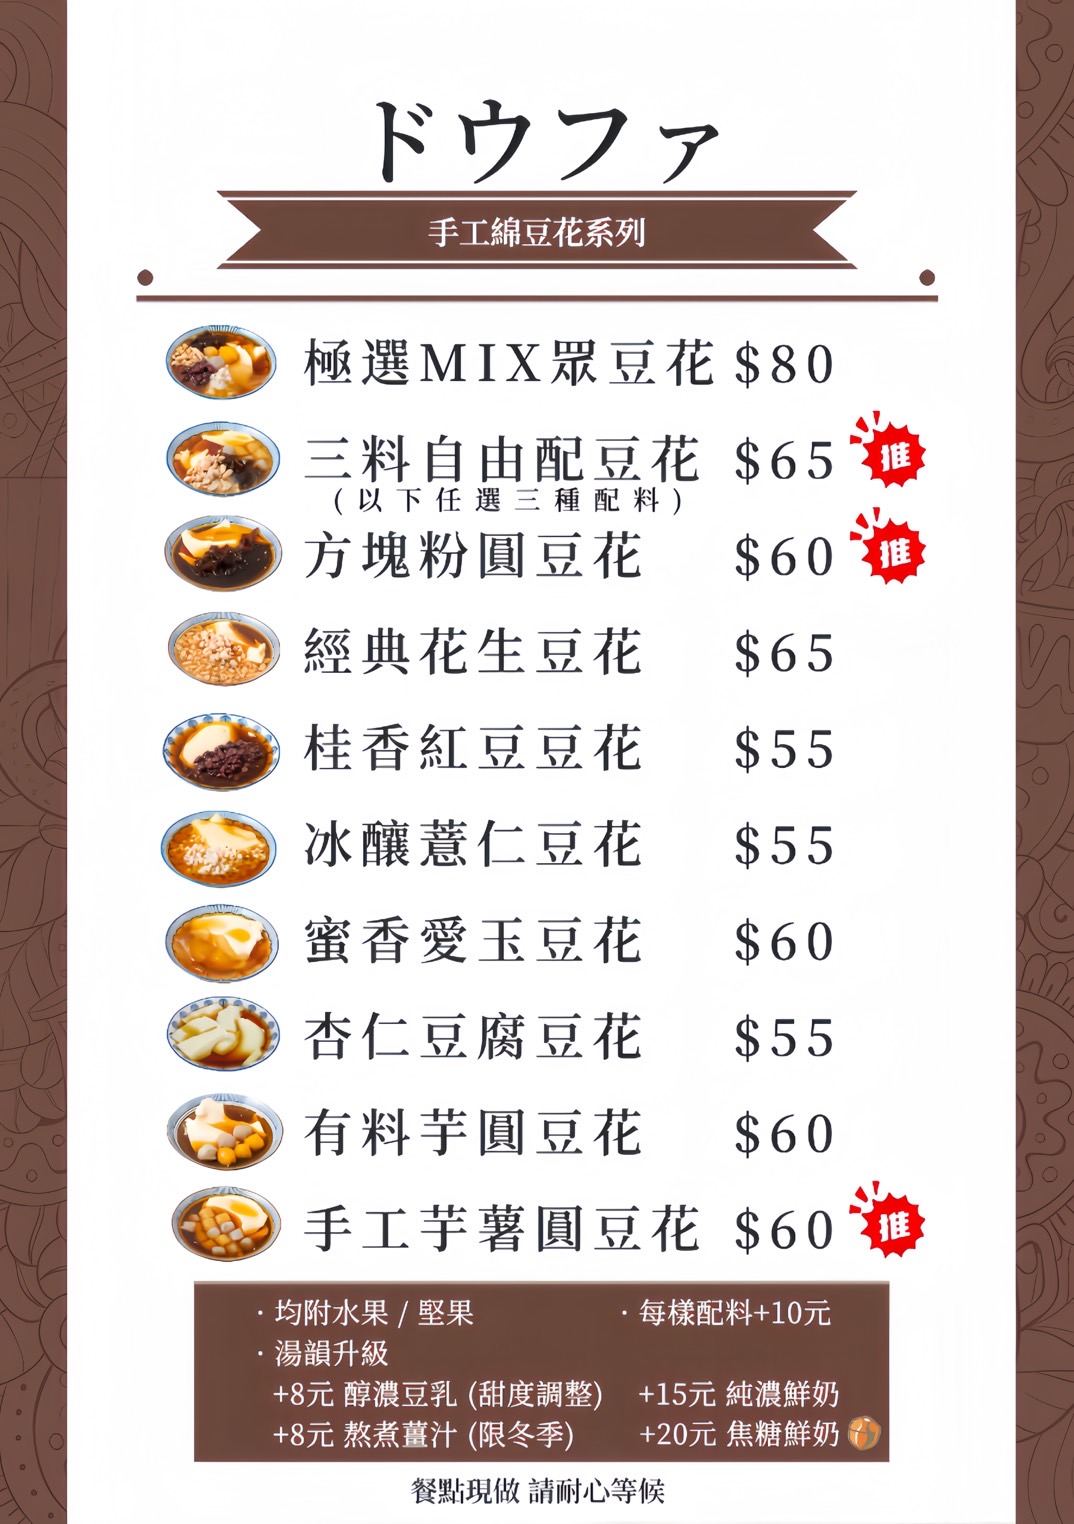 ドウファ
手工綿豆花系列
極選MIX眾豆花 $80
三料自由配豆花 $65 推
(以下任選三種配料)
方塊粉圓豆花 $60 推
經典花生豆花 $65
桂香紅豆豆花 $55
冰釀薏仁豆花 $55
蜜香愛玉豆花 $60
杏仁豆腐豆花 $55
有料芋圓豆花 $60
手工芋薯圓豆花 $60 推
·均附水果 / 堅果 ·每樣配料+10元
·湯韻升級
+8元 醇濃豆乳 (甜度調整) +15元 純濃鮮奶
+8元 熬煮薑汁 (限冬季) +20元 焦糖鮮奶
餐點現做 請耐心等候